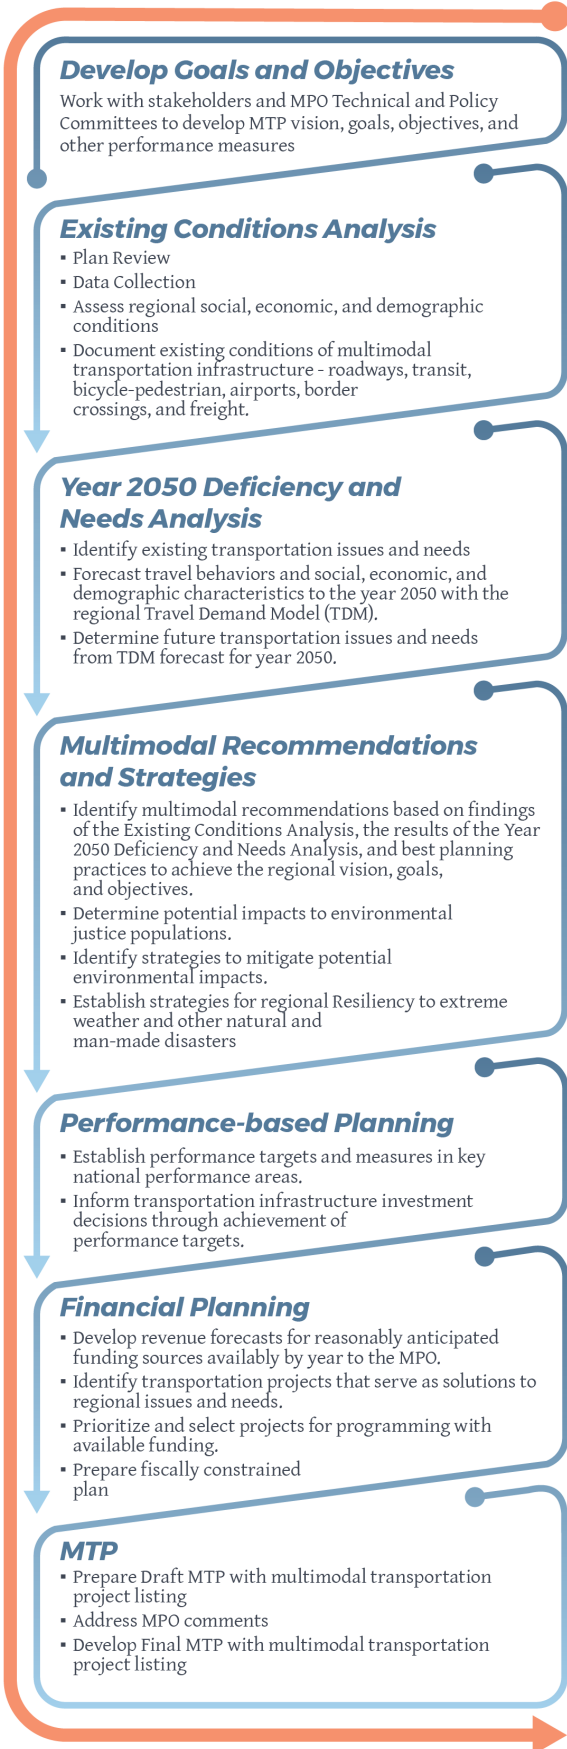 Develop Goals and Objectives
Work with stakeholders and MPO Technical and Policy
Committees to develop MTP vision, goals, objectives, and
other performance measures
Existing Conditions Analysis
▪ Plan Review
▪ Data Collection
▪ Assess regional social, economic, and demographic
conditions
▪ Document existing conditions of multimodal
transportation infrastructure - roadways, transit,
bicycle-pedestrian, airports, border
crossings, and freight.
Year 2050 Deficiency and
Needs Analysis
▪ Identify existing transportation issues and needs
▪ Forecast travel behaviors and social, economic, and
demographic characteristics to the year 2050 with the
regional Travel Demand Model (TDM).
▪ Determine future transportation issues and needs
from TDM forecast for year 2050.
Multimodal Recommendations
and Strategies
▪ Identify multimodal recommendations based on findings
of the Existing Conditions Analysis, the results of the Year
2050 Deficiency and Needs Analysis, and best planning
practices to achieve the regional vision, goals,
and objectives.
▪ Determine potential impacts to environmental
justice populations.
▪ Identify strategies to mitigate potential
environmental impacts.
▪ Establish strategies for regional Resiliency to extreme
weather and other natural and
man-made disasters
Performance-based Planning
▪ Establish performance targets and measures in key
national performance areas.
▪ Inform transportation infrastructure investment
decisions through achievement of
performance targets.
Financial Planning
▪ Develop revenue forecasts for reasonably anticipated
funding sources availably by year to the MPO.
▪ Identify transportation projects that serve as solutions to
regional issues and needs.
▪ Prioritize and select projects for programming with
available funding.
▪ Prepare fiscally constrained
plan
MTP
▪ Prepare Draft MTP with multimodal transportation
project listing
▪ Address MPO comments
▪ Develop Final MTP with multimodal transportation
project listing